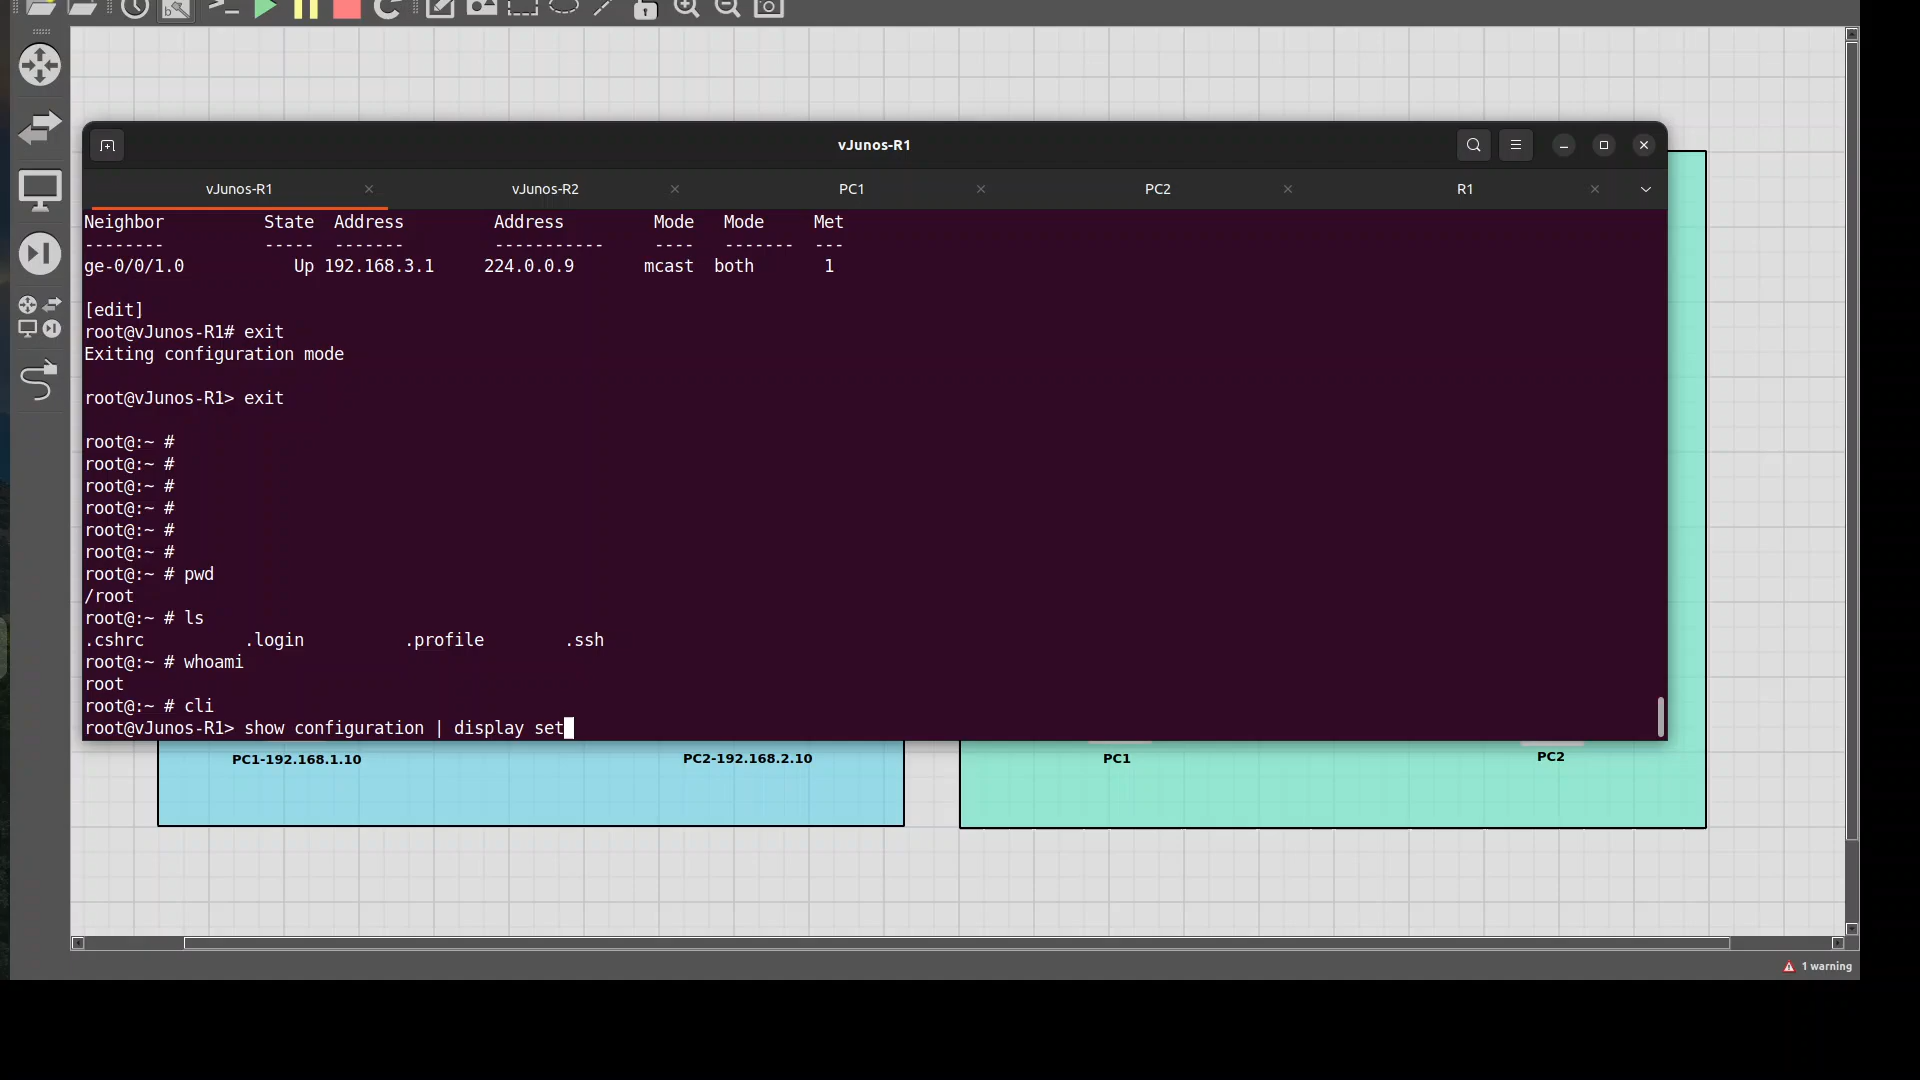 vJunos-R1
vJunos-R1 vJunos-R2 PC1 PC2 R1
Neighbor State Address Address Mode Mode Met
-------- ----- ------- ----------- ---- ------- ---
ge-0/0/1.0 Up 192.168.3.1 224.0.0.9 mcast both 1
[edit]
root@vJunos-R1# exit
Exiting configuration mode
root@vJunos-R1> exit
root@:~ #
root@:~ #
root@:~ #
root@:~ #
root@:~ #
root@:~ #
root@:~ # pwd
/root
root@:~ # ls
.cshrc .login .profile .ssh
root@:~ # whoami
root
root@:~ # cli
root@vJunos-R1> show configuration | display set
PC1-192.168.1.10 PC2-192.168.2.10 PC1 PC2
1 warning